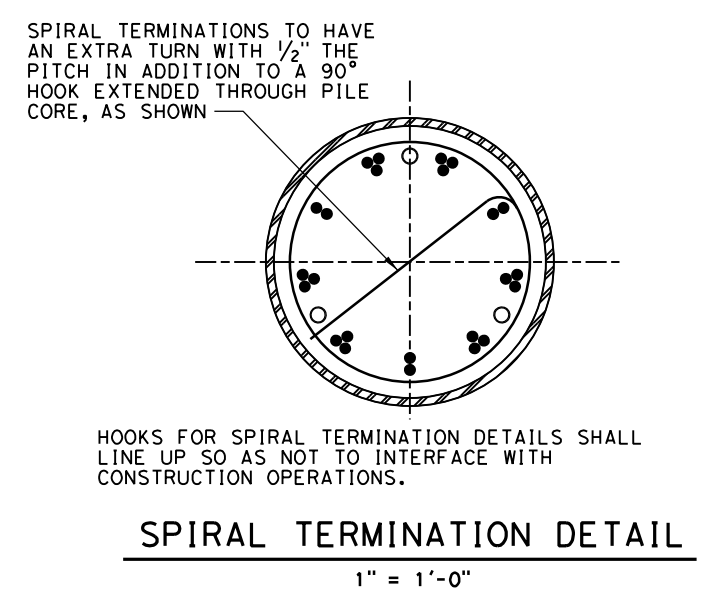 SPIRAL TERMINATIONS TO HAVE
AN EXTRA TURN WITH ½" THE
PITCH IN ADDITION TO A 90°
HOOK EXTENDED THROUGH PILE
CORE, AS SHOWN
HOOKS FOR SPIRAL TERMINATION DETAILS SHALL
LINE UP SO AS NOT TO INTERFACE WITH
CONSTRUCTION OPERATIONS.
SPIRAL TERMINATION DETAIL
1" = 1'-0"